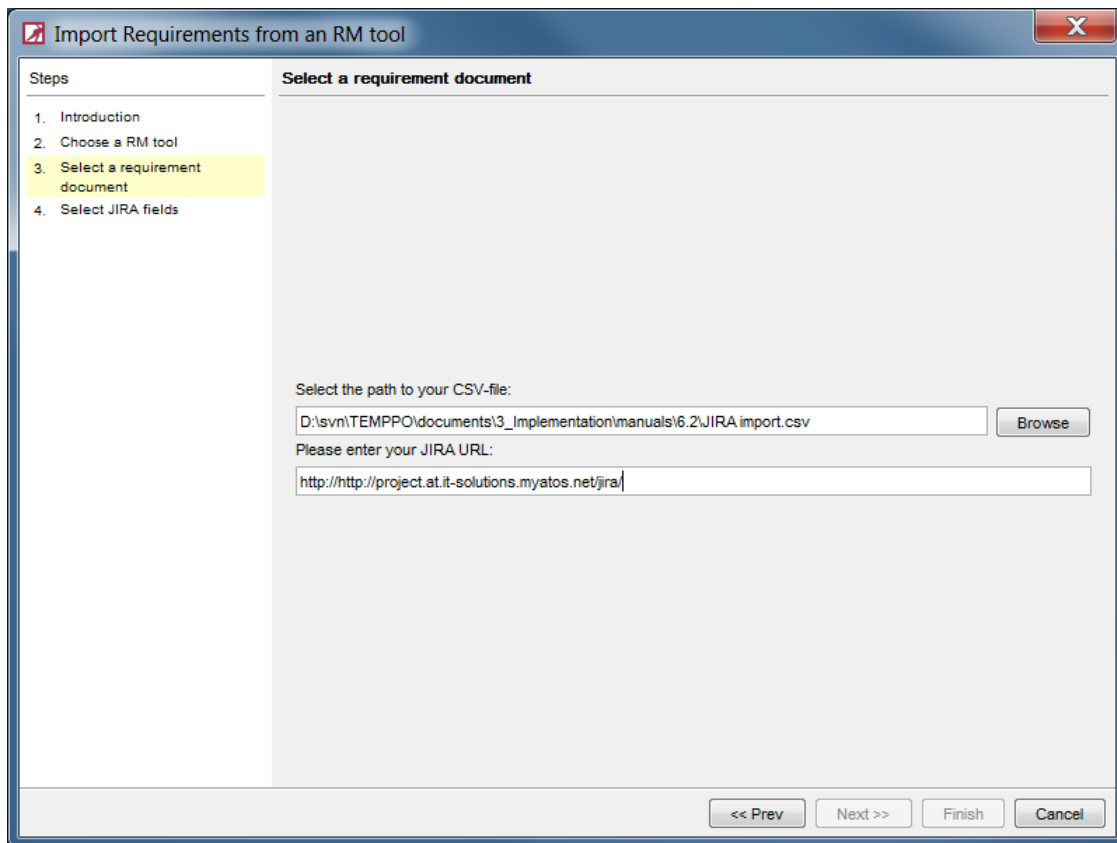 Import Requirements from an RM tool
X
Steps
1. Introduction
2. Choose a RM tool
3. Select a requirement
document
4. Select JIRA fields
Select a requirement document
Select the path to your CSV-file:
D:\svn\TEMPPO\documents\3_Implementation\manuals\6.2\JIRA import.csv
Browse
Please enter your JIRA URL:
http://http://project.at.it-solutions.myatos.net/jira/
<< Prev
Next >>
Finish
Cancel